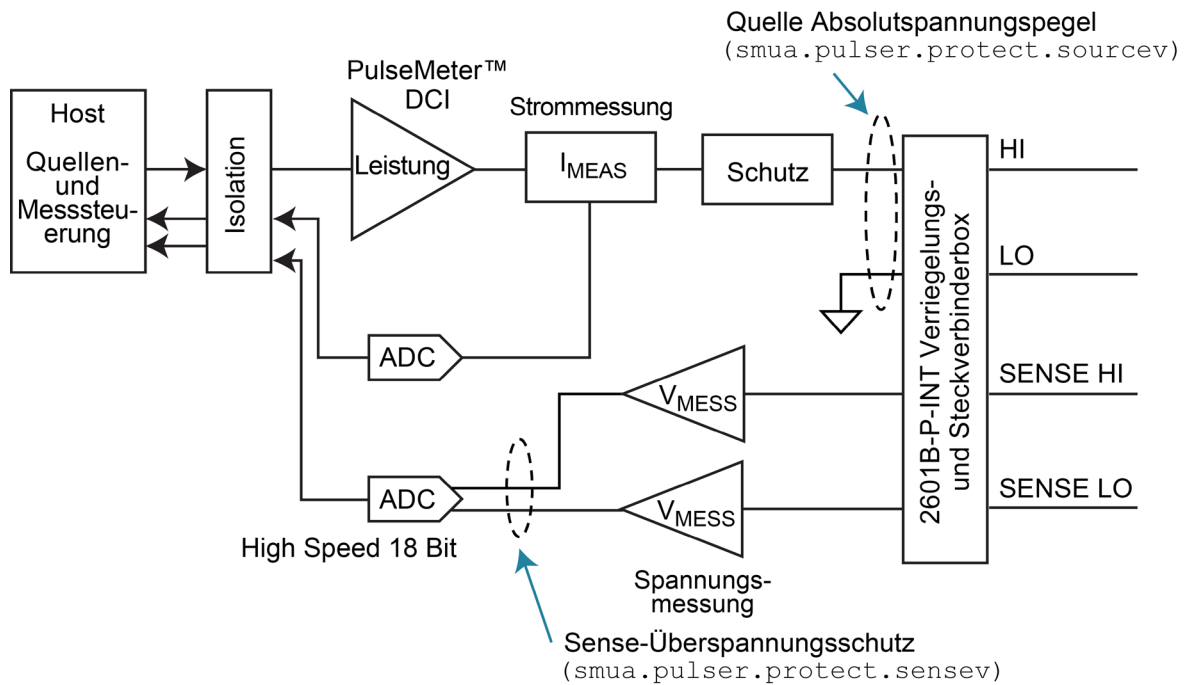 Quelle Absolutspannungspegel
(smua.pulser.protect.sourcev)
PulseMeter™
DCI
Strommessung
Host
Quellen-
und
Messsteu-
erung
Isolation
Leistung
IMEAS
Schutz
HI
LO
2601B-P-INT Verriegelungs-
und Steckverbinderbox
ADC
VMESS
SENSE HI
ADC
VMESS
SENSE LO
High Speed 18 Bit
Spannungs-
messung
Sense-Überspannungsschutz
(smua.pulser.protect.sensev)